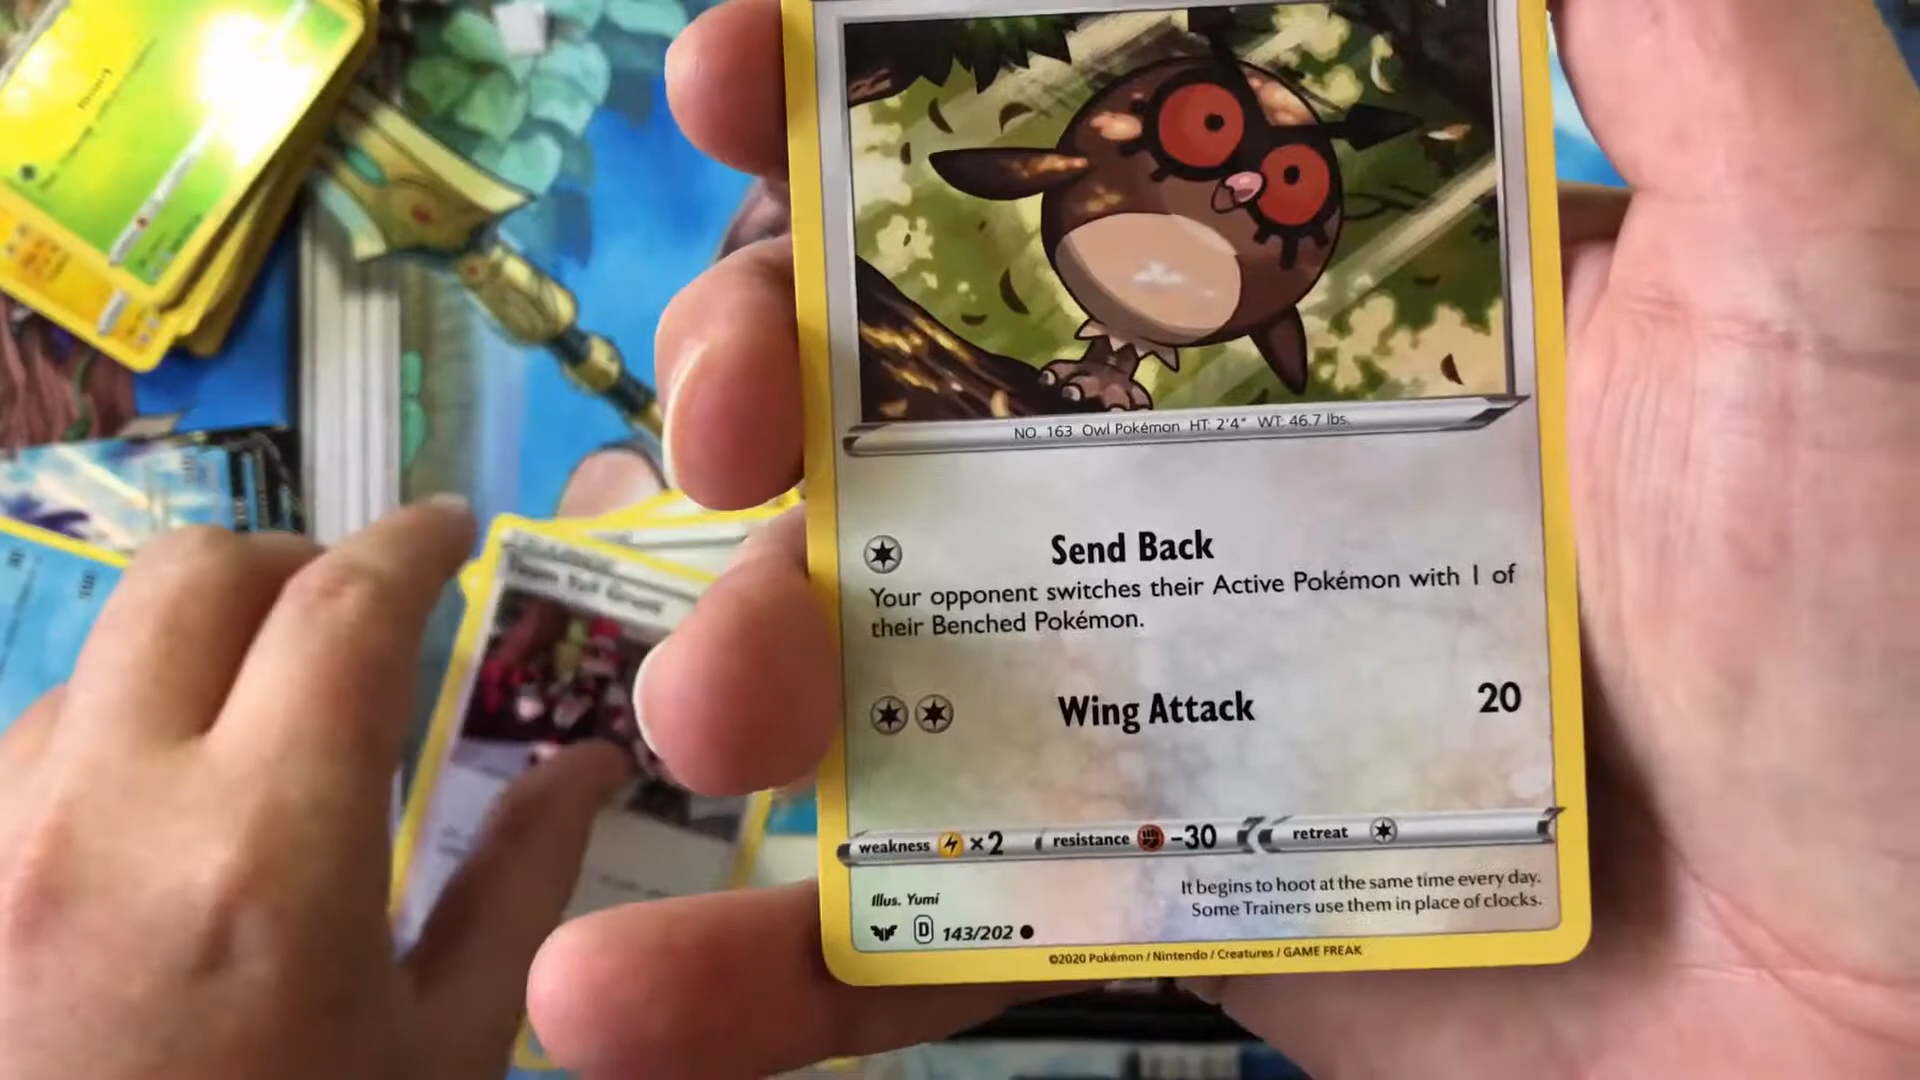 NO. 163 Owl Pokémon HT: 2'4" WT: 46.7 lbs.
Send Back
Your opponent switches their Active Pokémon with 1 of
their Benched Pokémon.
Wing Attack 20
weakness ×2 resistance -30 retreat
It begins to hoot at the same time every day.
Some Trainers use them in place of clocks.
Illus. Yumi
D 143/202
©2020 Pokémon / Nintendo / Creatures / GAME FREAK
Team Yell Grunt